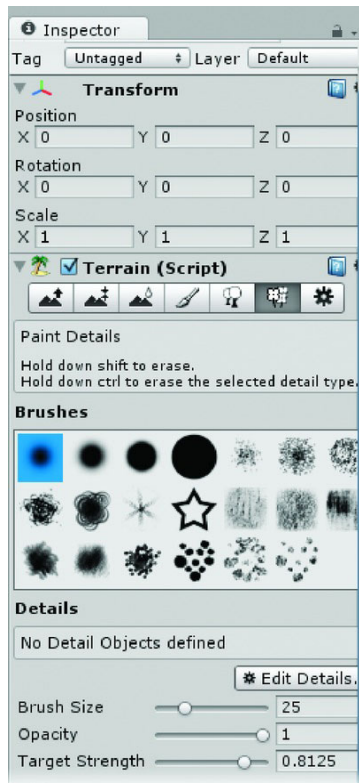 Inspector
Tag Untagged Layer Default
Transform
Position
X 0 Y 0 Z 0
Rotation
X 0 Y 0 Z 0
Scale
X 1 Y 1 Z 1
Terrain (Script)
Paint Details
Hold down shift to erase.
Hold down ctrl to erase the selected detail type.
Brushes
Details
No Detail Objects defined
Edit Details.
Brush Size 25
Opacity 1
Target Strength 0.8125